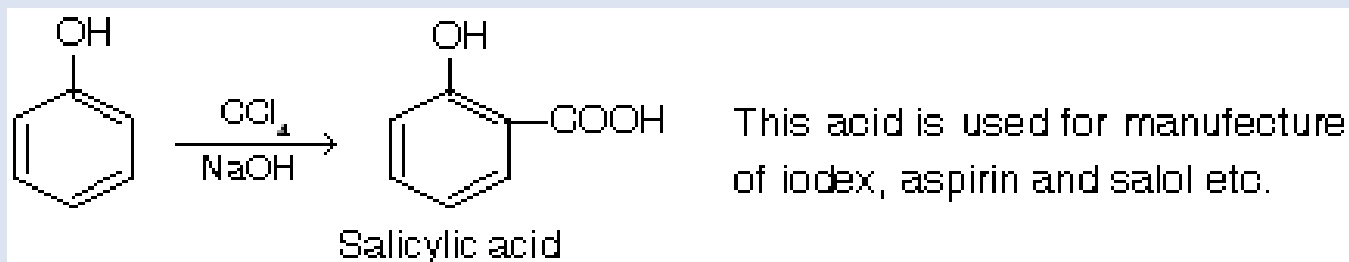 OH
OH
CCl4
NaOH
COOH
This acid is used for manufecture
of iodex, aspirin and salol etc.
Salicylic acid